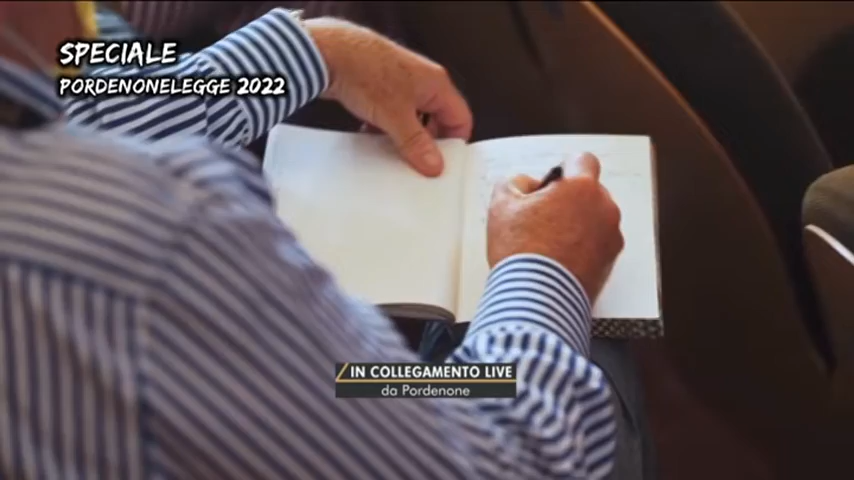 SPECIALE
PORDENONELEGGE 2022
IN COLLEGAMENTO LIVE
da Pordenone